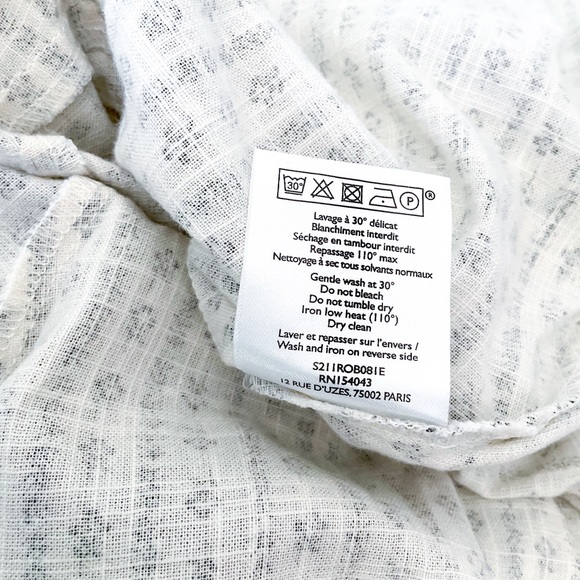 30° P ®
Lavage à 30° délicat
Blanchiment interdit
Séchage en tambour interdit
Repassage 110° max
Nettoyage à sec tous solvants normaux
Gentle wash at 30°
Do not bleach
Do not tumble dry
Iron low heat (110°)
Dry clean
Laver et repasser sur l'envers /
Wash and iron on reverse side
S211ROB081E
RN154043
12 RUE D'UZES, 75002 PARIS